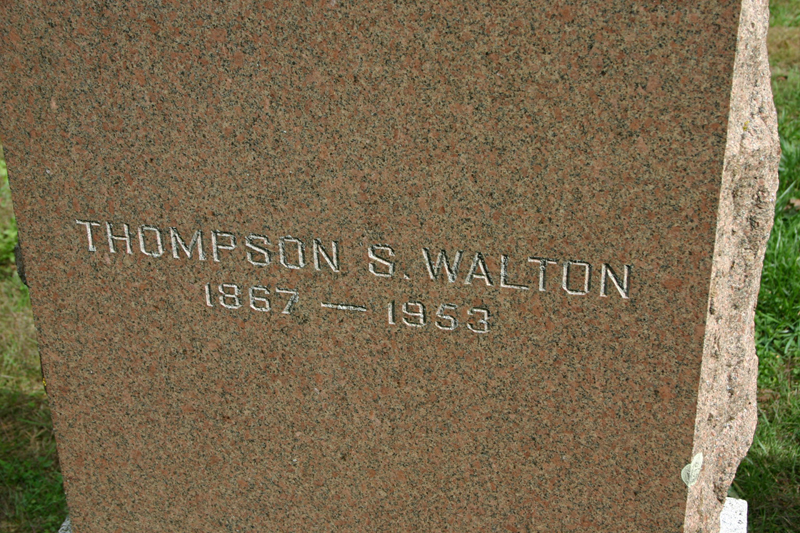 THOMPSON S. WALTON
1867 — 1953